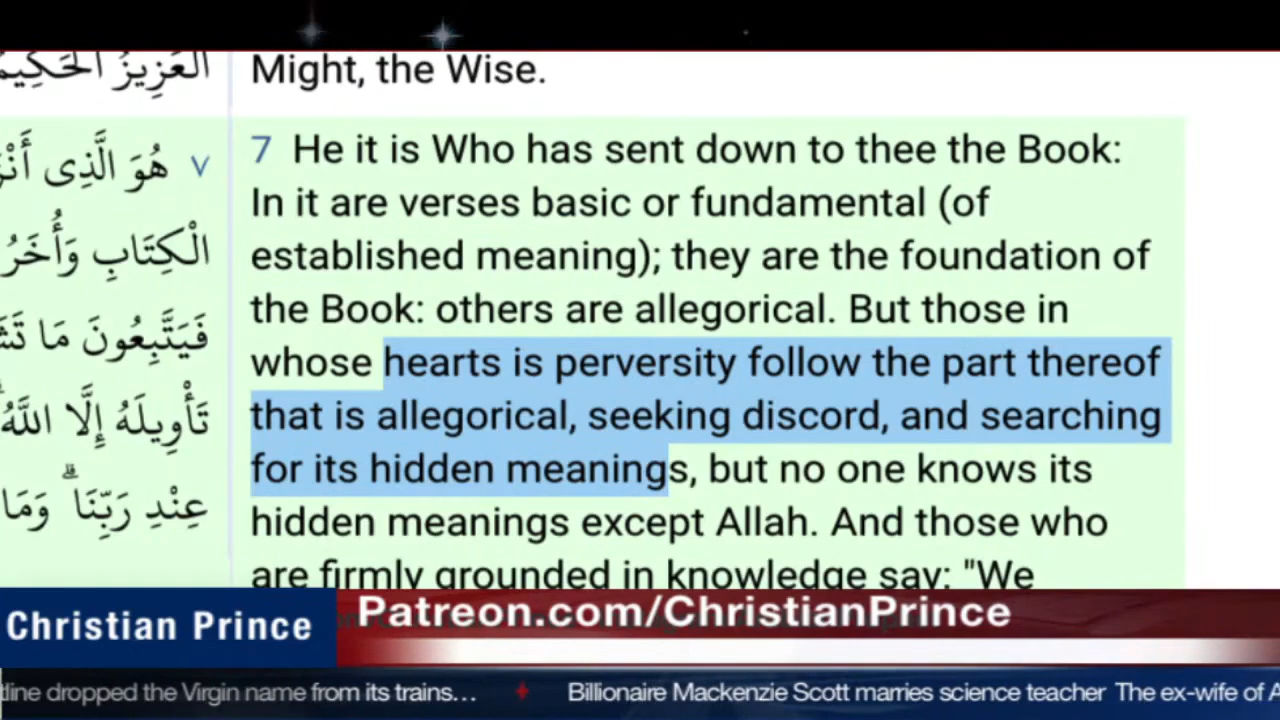 العَزِيزُ الحَكِيمُ
Might, the Wise.
٧ هُوَ الَّذِى
الْكِتَابِ وَأُخَرُ
فَيَتَّبِعُونَ مَا
تَأْوِيلَهُ إِلَّا اللَّهُ
عِنْدِ رَبِّنَا ۗ وَمَا
7 He it is Who has sent down to thee the Book:
In it are verses basic or fundamental (of
established meaning); they are the foundation of
the Book: others are allegorical. But those in
whose hearts is perversity follow the part thereof
that is allegorical, seeking discord, and searching
for its hidden meanings, but no one knows its
hidden meanings except Allah. And those who
are firmly grounded in knowledge say: "We
Christian Prince
Patreon.com/ChristianPrince
dropped the Virgin name from its trains... Billionaire Mackenzie Scott marries science teacher The ex-wife of